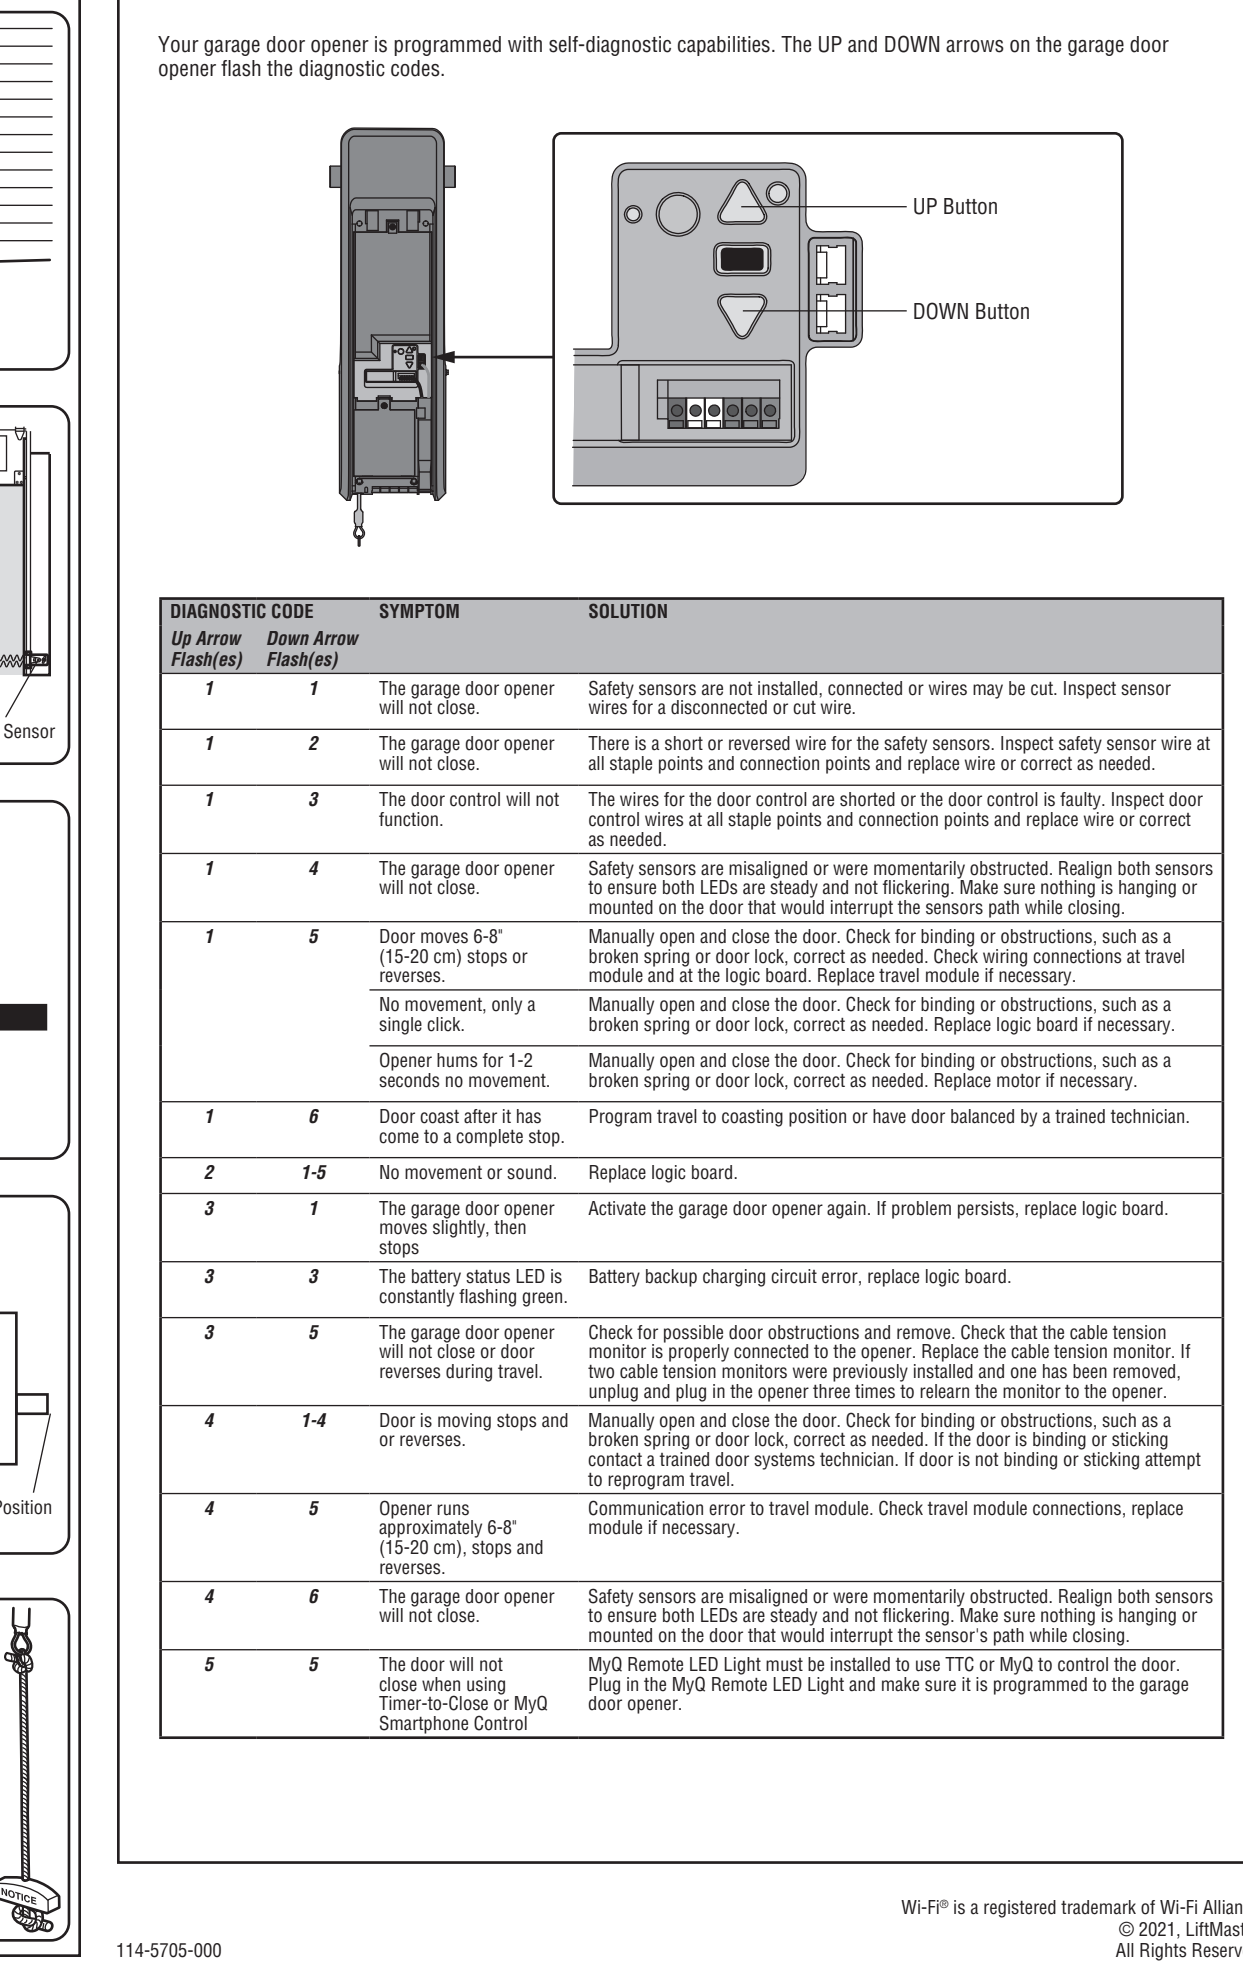 Your garage door opener is programmed with self-diagnostic capabilities. The UP and DOWN arrows on the garage door
opener flash the diagnostic codes.
UP Button
DOWN Button
Sensor
Position
NOTICE
DIAGNOSTIC CODE SYMPTOM SOLUTION
Up Arrow Down Arrow
Flash(es) Flash(es)
1 1 The garage door opener Safety sensors are not installed, connected or wires may be cut. Inspect sensor
will not close. wires for a disconnected or cut wire.
1 2 The garage door opener There is a short or reversed wire for the safety sensors. Inspect safety sensor wire at
will not close. all staple points and connection points and replace wire or correct as needed.
1 3 The door control will not The wires for the door control are shorted or the door control is faulty. Inspect door
function. control wires at all staple points and connection points and replace wire or correct
as needed.
1 4 The garage door opener Safety sensors are misaligned or were momentarily obstructed. Realign both sensors
will not close. to ensure both LEDs are steady and not flickering. Make sure nothing is hanging or
mounted on the door that would interrupt the sensors path while closing.
1 5 Door moves 6-8" Manually open and close the door. Check for binding or obstructions, such as a
(15-20 cm) stops or broken spring or door lock, correct as needed. Check wiring connections at travel
reverses. module and at the logic board. Replace travel module if necessary.
No movement, only a Manually open and close the door. Check for binding or obstructions, such as a
single click. broken spring or door lock, correct as needed. Replace logic board if necessary.
Opener hums for 1-2 Manually open and close the door. Check for binding or obstructions, such as a
seconds no movement. broken spring or door lock, correct as needed. Replace motor if necessary.
1 6 Door coast after it has Program travel to coasting position or have door balanced by a trained technician.
come to a complete stop.
2 1-5 No movement or sound. Replace logic board.
3 1 The garage door opener Activate the garage door opener again. If problem persists, replace logic board.
moves slightly, then
stops
3 3 The battery status LED is Battery backup charging circuit error, replace logic board.
constantly flashing green.
3 5 The garage door opener Check for possible door obstructions and remove. Check that the cable tension
will not close or door monitor is properly connected to the opener. Replace the cable tension monitor. If
reverses during travel. two cable tension monitors were previously installed and one has been removed,
unplug and plug in the opener three times to relearn the monitor to the opener.
4 1-4 Door is moving stops and Manually open and close the door. Check for binding or obstructions, such as a
or reverses. broken spring or door lock, correct as needed. If the door is binding or sticking
contact a trained door systems technician. If door is not binding or sticking attempt
to reprogram travel.
4 5 Opener runs Communication error to travel module. Check travel module connections, replace
approximately 6-8" module if necessary.
(15-20 cm), stops and
reverses.
4 6 The garage door opener Safety sensors are misaligned or were momentarily obstructed. Realign both sensors
will not close. to ensure both LEDs are steady and not flickering. Make sure nothing is hanging or
mounted on the door that would interrupt the sensor's path while closing.
5 5 The door will not MyQ Remote LED Light must be installed to use TTC or MyQ to control the door.
close when using Plug in the MyQ Remote LED Light and make sure it is programmed to the garage
Timer-to-Close or MyQ door opener.
Smartphone Control
Wi-Fi® is a registered trademark of Wi-Fi Allian
© 2021, LiftMast
114-5705-000 All Rights Reserv